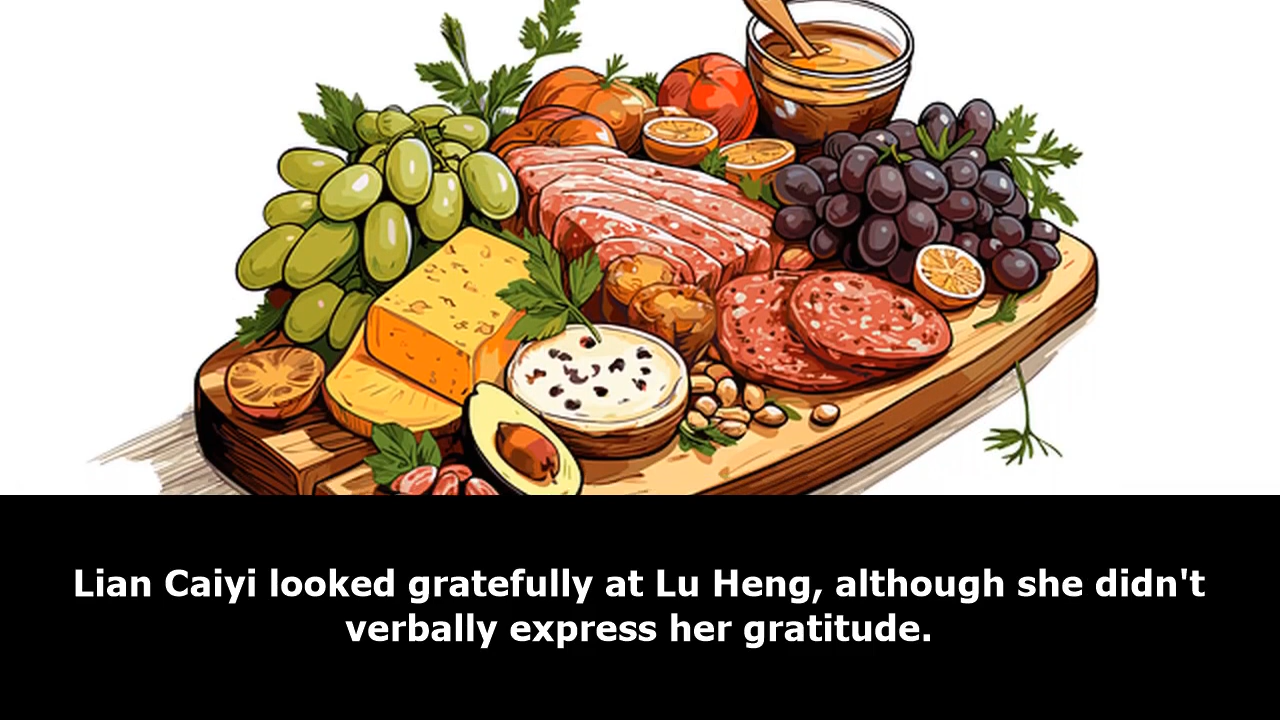 Lian Caiyi looked gratefully at Lu Heng, although she didn't
verbally express her gratitude.